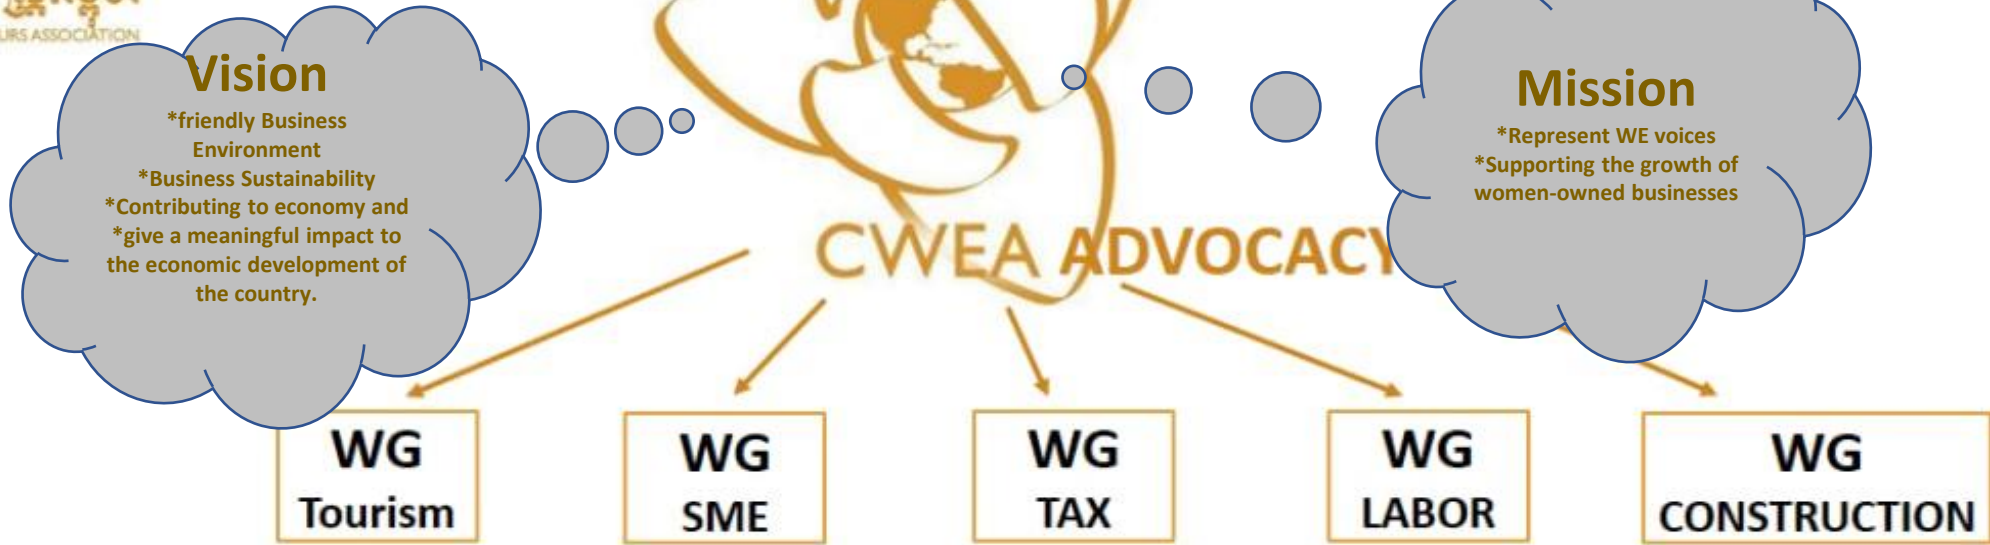 ASSOCIATION
Vision
*friendly Business
Environment
*Business Sustainability
*Contributing to economy and
*give a meaningful impact to
the economic development of
the country.
Mission
*Represent WE voices
*Supporting the growth of
women-owned businesses
CWEA ADVOCACY
WG
Tourism
WG
SME
WG
TAX
WG
LABOR
WG
CONSTRUCTION